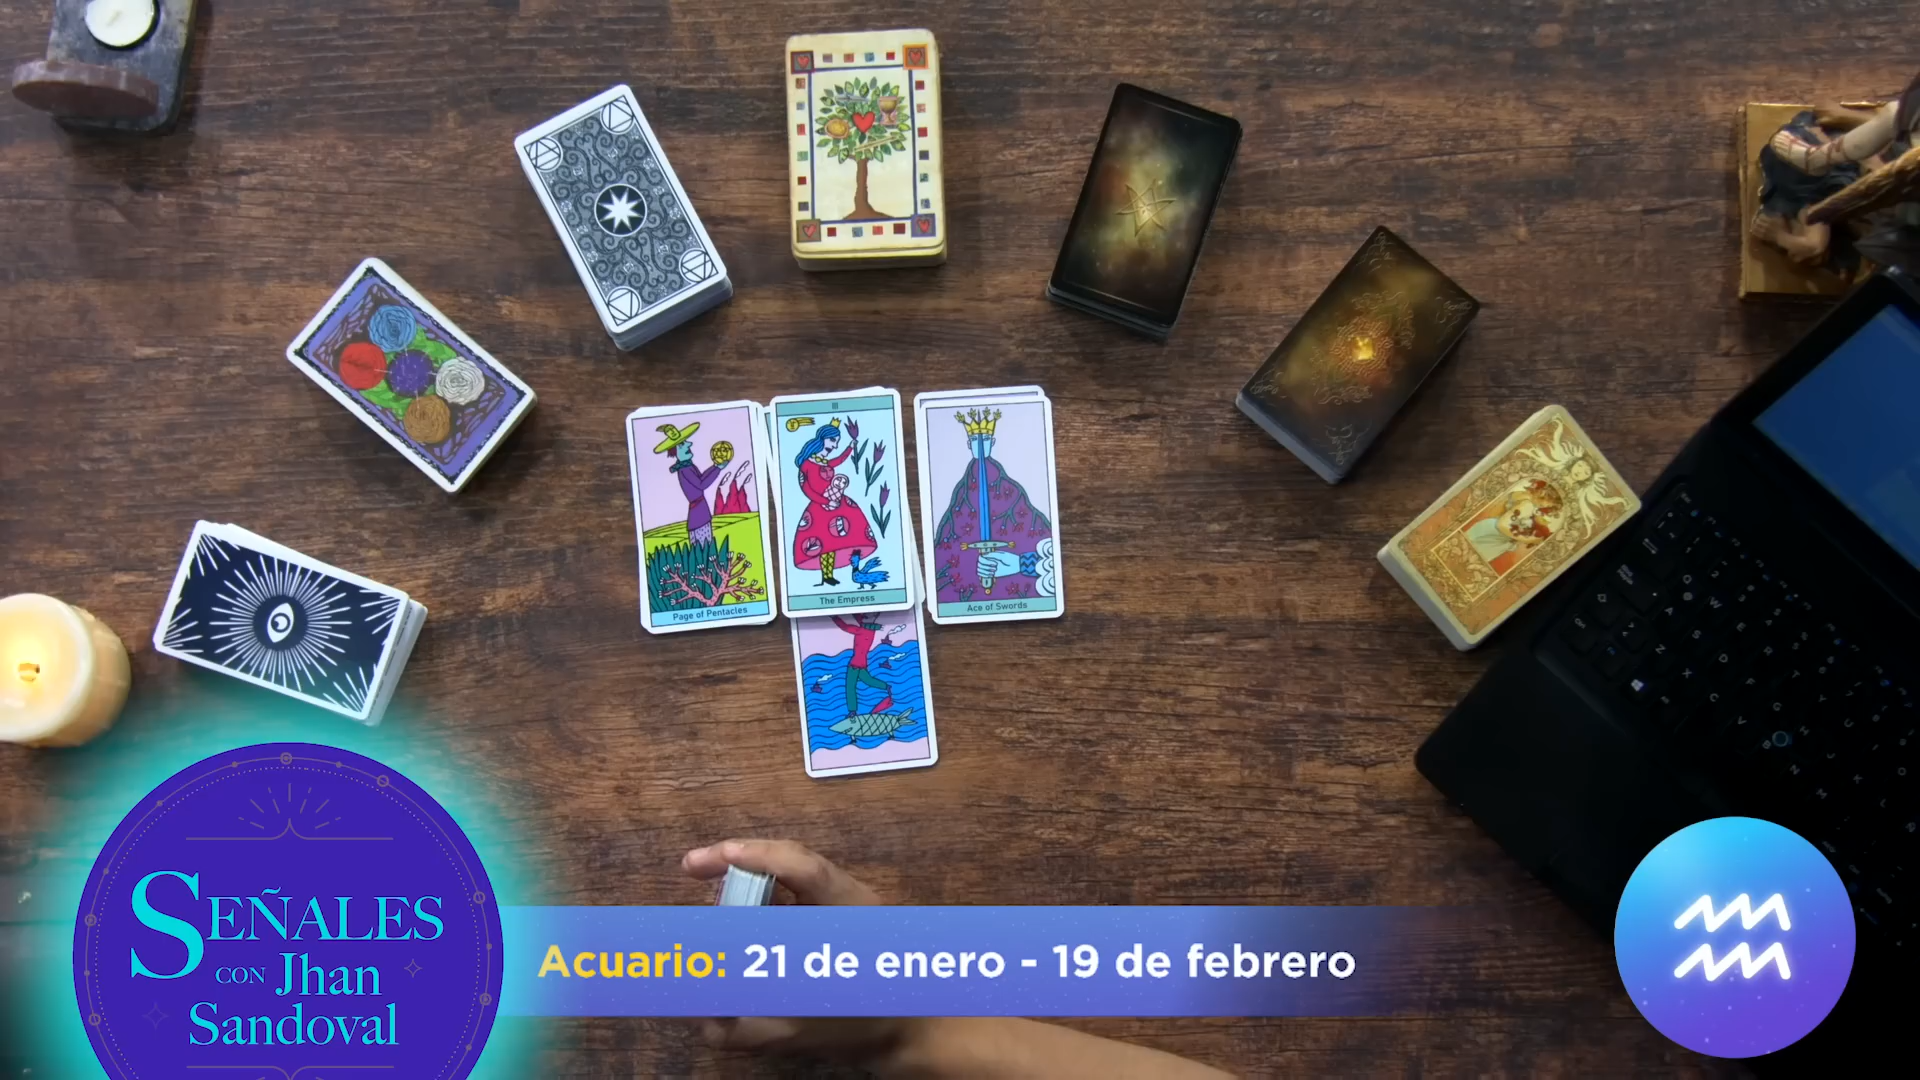 III
Page of Pentacles
The Empress
Ace of Swords
SEÑALES
CON Jhan
Sandoval
Acuario: 21 de enero - 19 de febrero